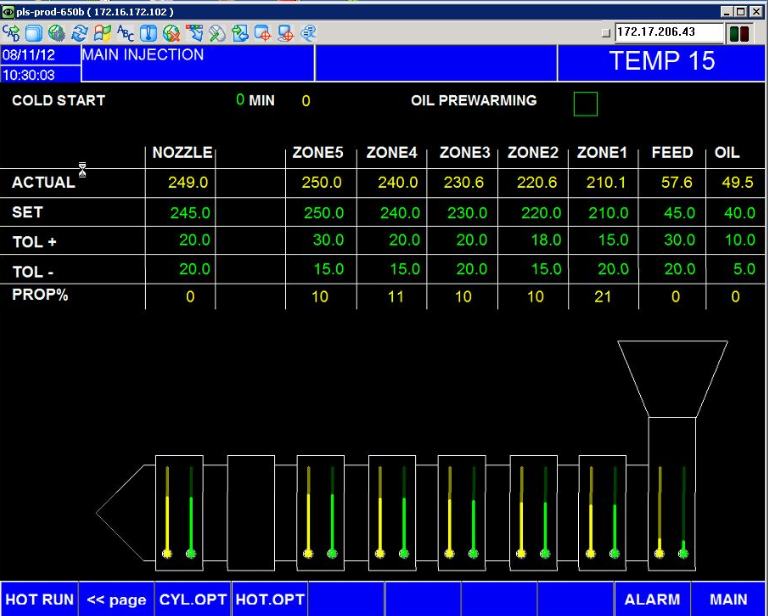 pls-prod-650b ( 172.16.172.102 )
172.17.206.43
08/11/12 MAIN INJECTION TEMP 15
10:30:03
COLD START 0 MIN 0 OIL PREWARMING
NOZZLE ZONE5 ZONE4 ZONE3 ZONE2 ZONE1 FEED OIL
ACTUAL 249.0 250.0 240.0 230.6 220.6 210.1 57.6 49.5
SET 245.0 250.0 240.0 230.0 220.0 210.0 45.0 40.0
TOL + 20.0 30.0 20.0 20.0 18.0 15.0 30.0 10.0
TOL - 20.0 15.0 15.0 20.0 15.0 20.0 20.0 5.0
PROP% 0 10 11 10 10 21 0 0
HOT RUN << page CYL.OPT HOT.OPT ALARM MAIN